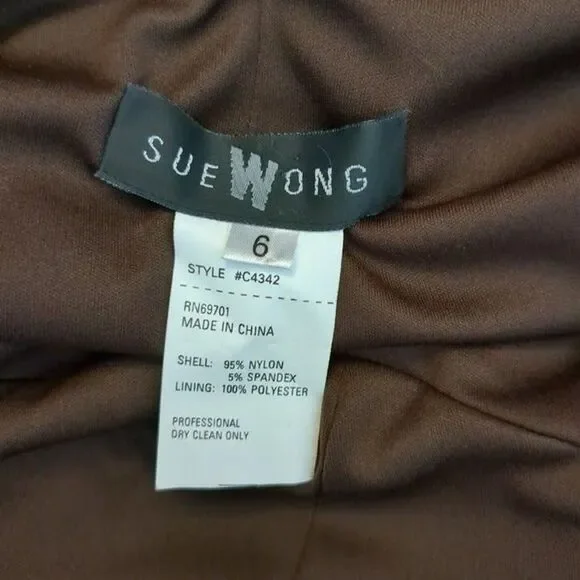 SUE WONG
6
STYLE #C4342
RN69701
MADE IN CHINA
SHELL: 95% NYLON
5% SPANDEX
LINING: 100% POLYESTER
PROFESSIONAL
DRY CLEAN ONLY